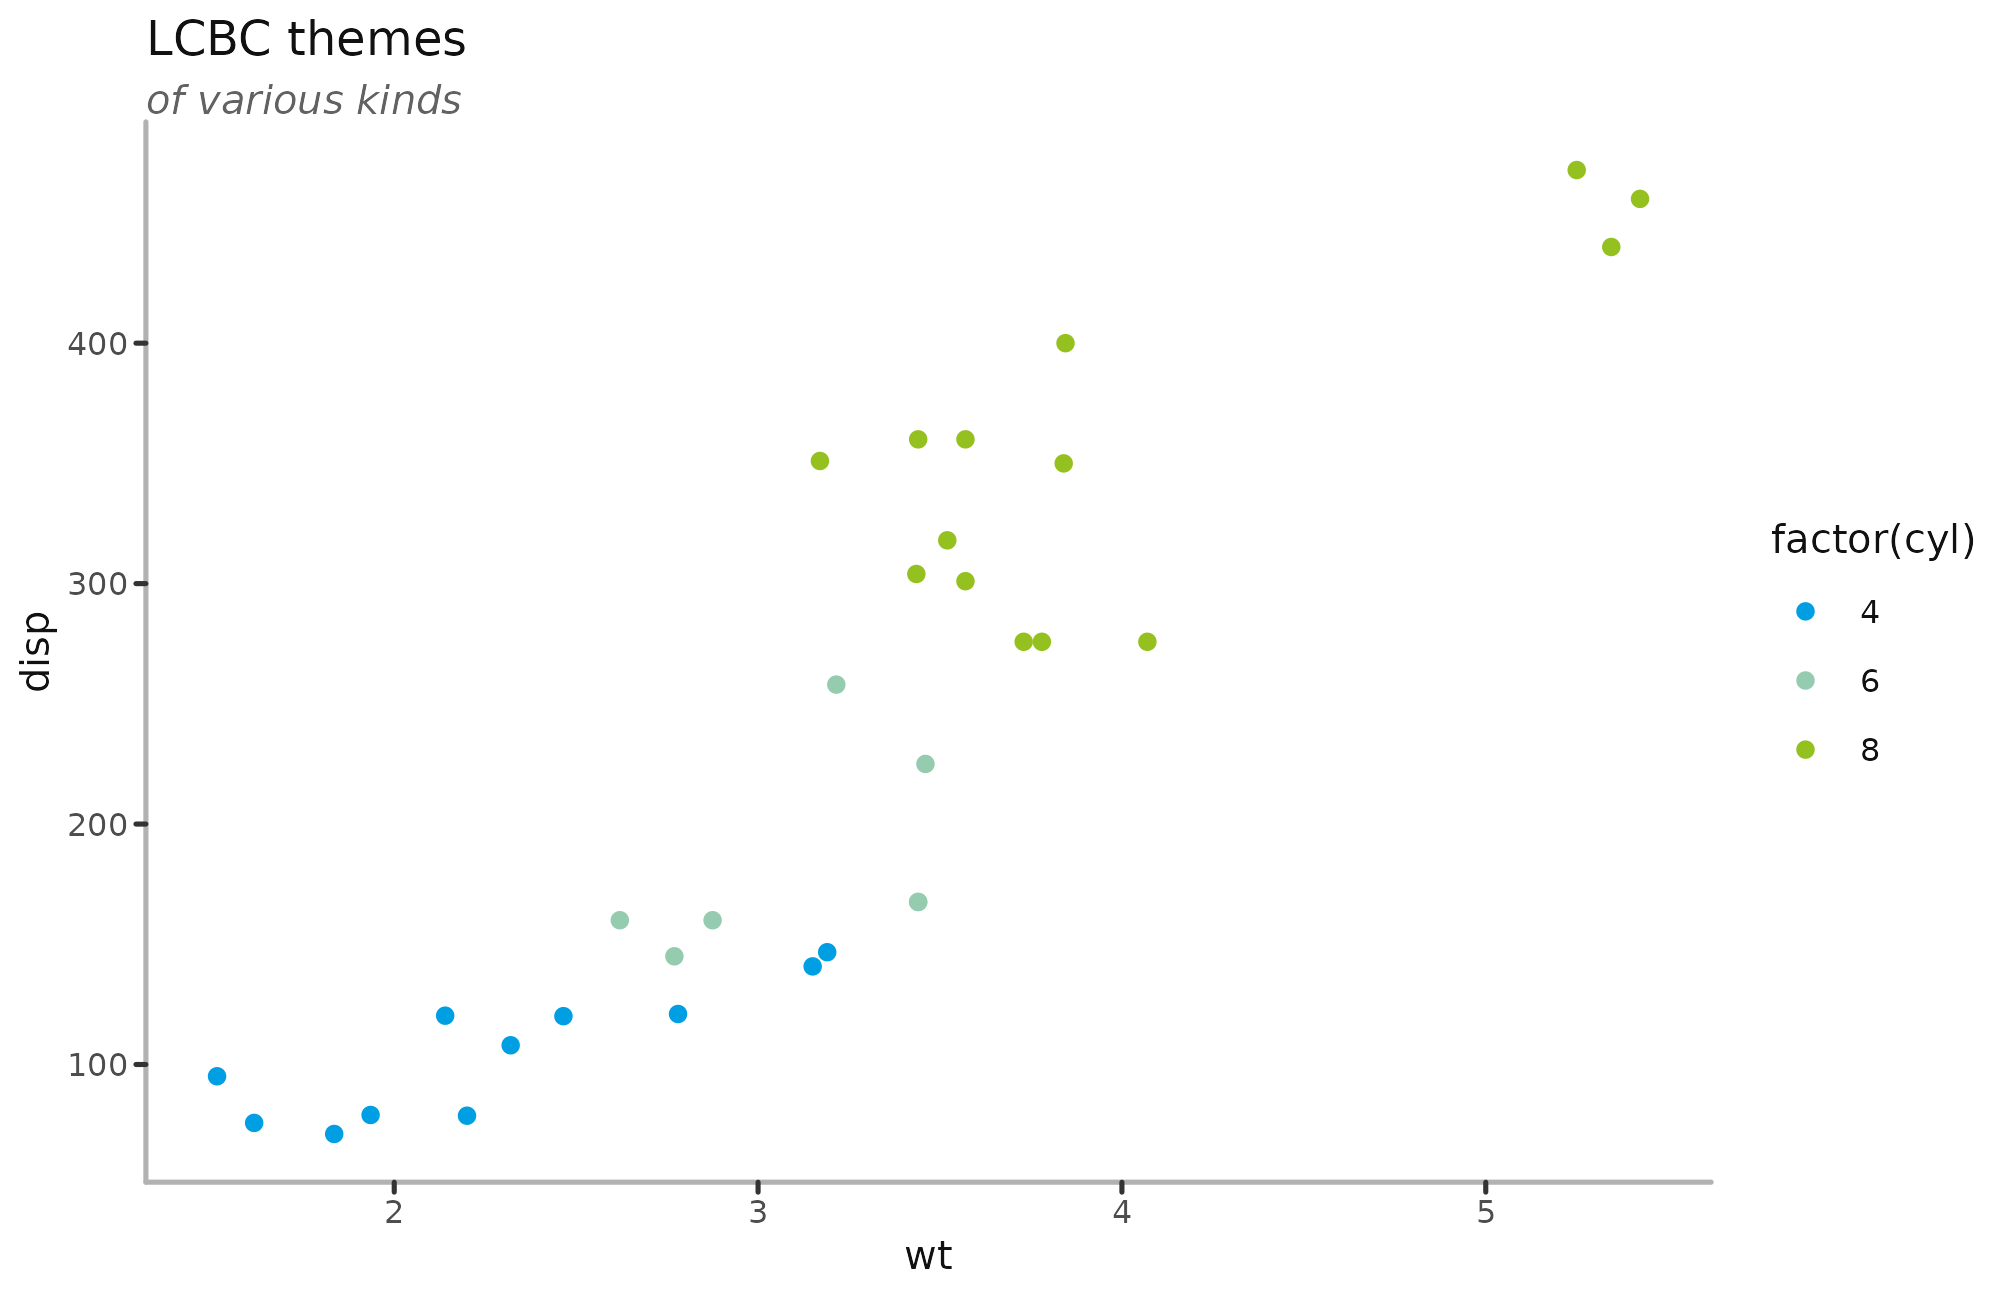 LCBC themes
of various kinds
disp
400
300
200
100
2 3 4 5
wt
factor(cyl)
4
6
8